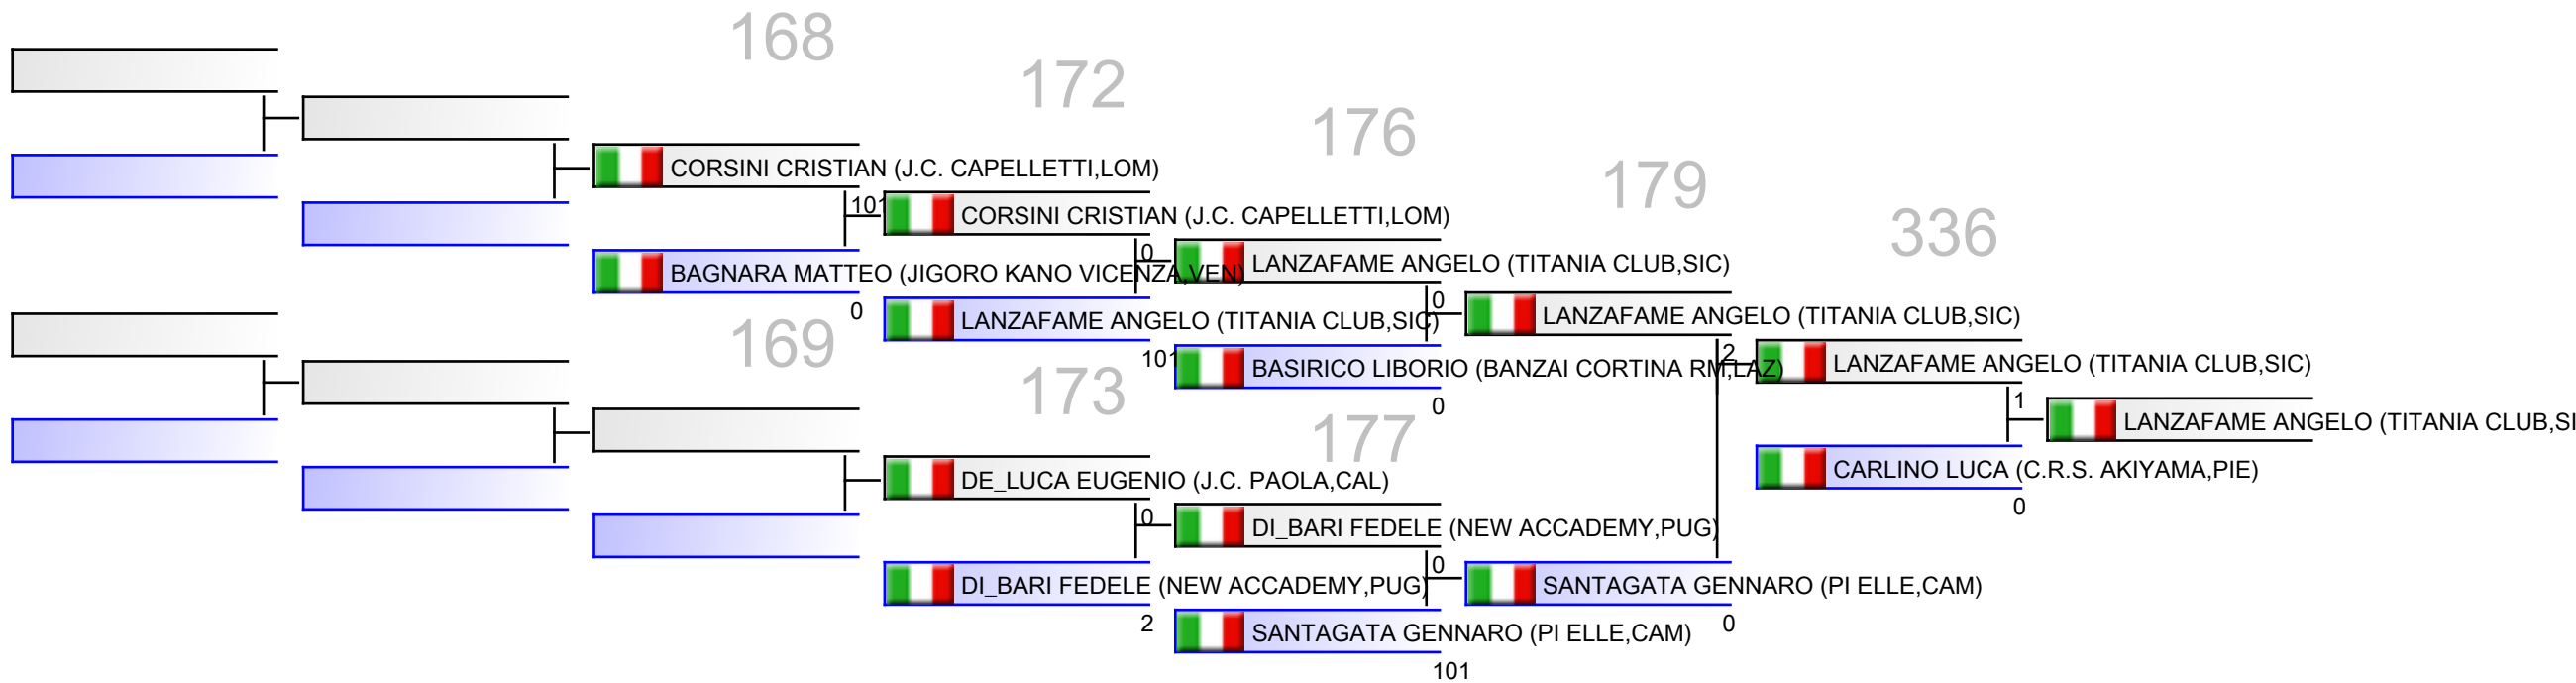 168
172
176
179
336
CORSINI CRISTIAN (J.C. CAPELLETTI,LOM)
101
CORSINI CRISTIAN (J.C. CAPELLETTI,LOM)
0
BAGNARA MATTEO (JIGORO KANO VICENZA,VEN)
0
LANZAFAME ANGELO (TITANIA CLUB,SIC)
0
LANZAFAME ANGELO (TITANIA CLUB,SIC)
101
LANZAFAME ANGELO (TITANIA CLUB,SIC)
2
BASIRICO LIBORIO (BANZAI CORTINA RM,LAZ)
0
LANZAFAME ANGELO (TITANIA CLUB,SIC)
1
LANZAFAME ANGELO (TITANIA CLUB,SI
CARLINO LUCA (C.R.S. AKIYAMA,PIE)
0
169
173
177
DE_LUCA EUGENIO (J.C. PAOLA,CAL)
0
DI_BARI FEDELE (NEW ACCADEMY,PUG)
0
DI_BARI FEDELE (NEW ACCADEMY,PUG)
2
SANTAGATA GENNARO (PI ELLE,CAM)
0
SANTAGATA GENNARO (PI ELLE,CAM)
101